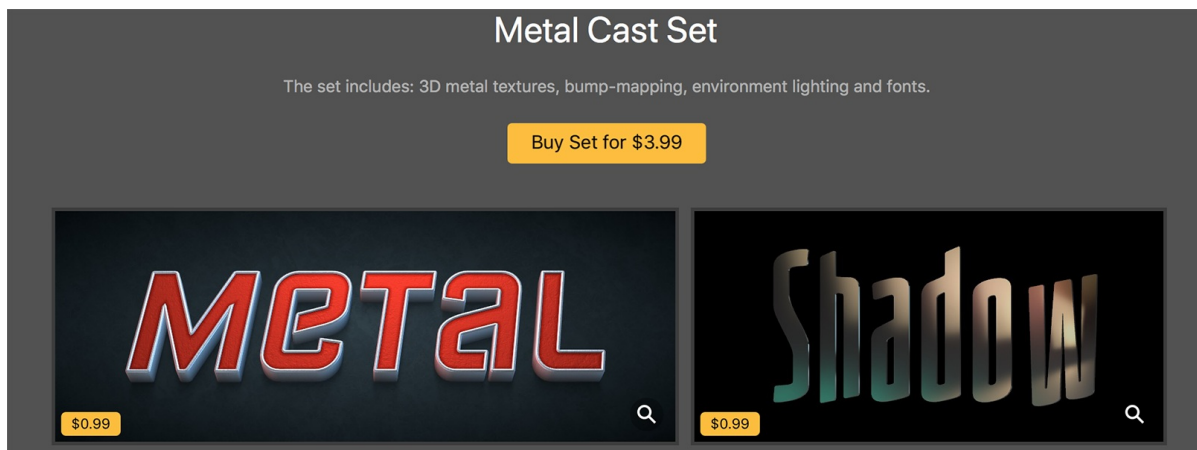 Metal Cast Set
The set includes: 3D metal textures, bump-mapping, environment lighting and fonts.
Buy Set for $3.99
MeTaL
ShadoW
$0.99
$0.99